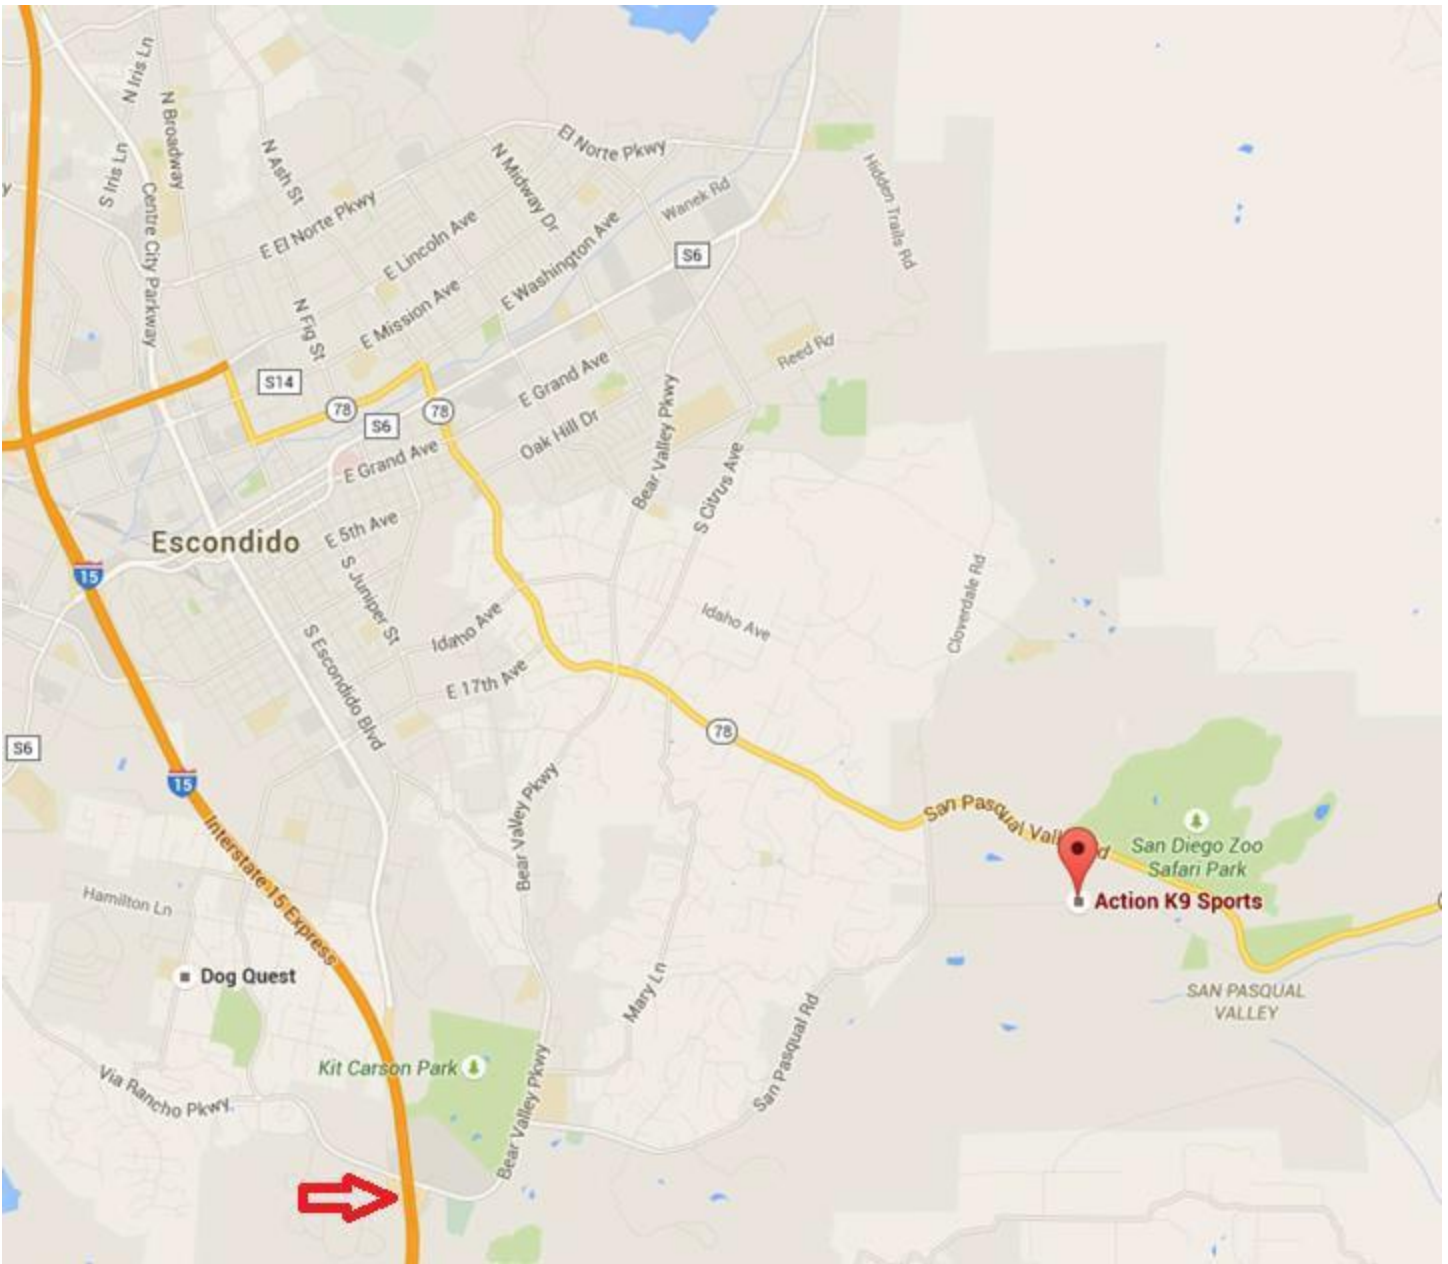 N Iris Ln
N Broadway
S Iris Ln
Centre City Parkway
N Ash St
E El Norte Pkwy
El Norte Pkwy
N Midway Dr
E Lincoln Ave
Wanek Rd
Hidden Trails Rd
E Washington Ave
E Mission Ave
S6
N Fig St
Reed Rd
S14
E Grand Ave
78
S6
78
Bear Valley Pkwy
Oak Hill Dr
E Grand Ave
S Citrus Ave
E 5th Ave
Escondido
15
S Juniper St
Cloverdale Rd
Idaho Ave
Idaho Ave
S Escondido Blvd
E 17th Ave
78
S6
15
Bear Valley Pkwy
San Pasqual Vall
d
San Diego Zoo
Safari Park
Interstate 15 Express
Action K9 Sports
Hamilton Ln
Dog Quest
Mary Ln
San Pasqual Rd
SAN PASQUAL
VALLEY
Kit Carson Park
Via Rancho Pkwy
Bear Valley Pkwy